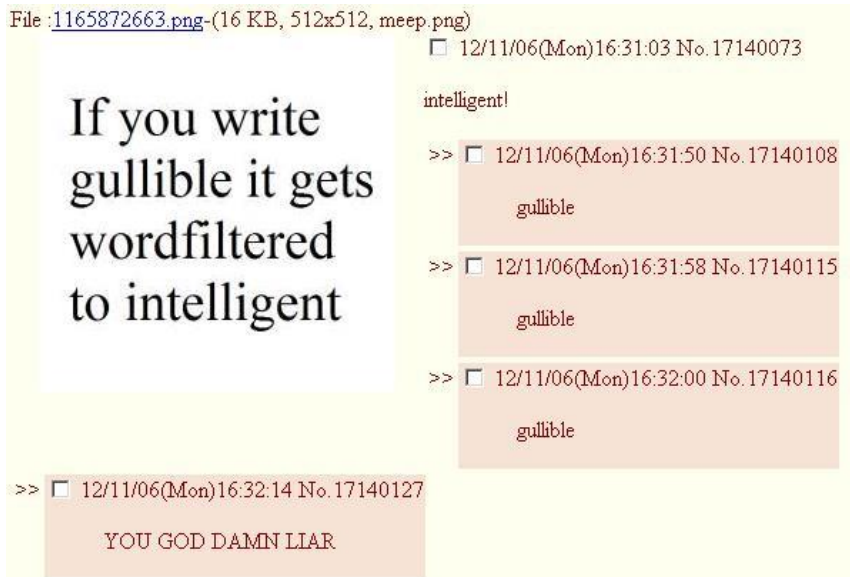 File :1165872663.png-(16 KB, 512x512, meep.png)
If you write
gullible it gets
wordfiltered
to intelligent
12/11/06(Mon)16:31:03 No.17140073
intelligent!
>> 12/11/06(Mon)16:31:50 No.17140108
gullible
>> 12/11/06(Mon)16:31:58 No.17140115
gullible
>> 12/11/06(Mon)16:32:00 No.17140116
gullible
>> 12/11/06(Mon)16:32:14 No.17140127
YOU GOD DAMN LIAR